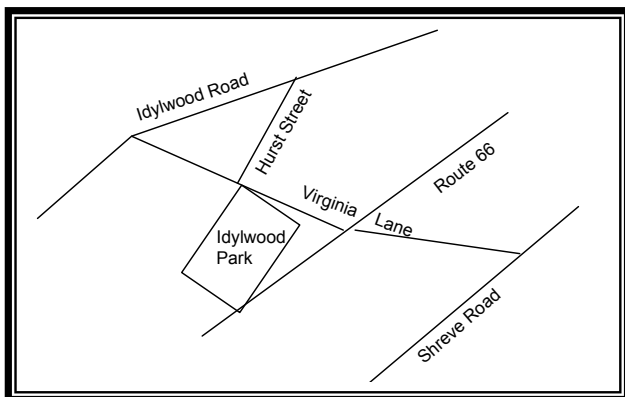 Idylwood Road
Hurst Street
Virginia
Lane
Route 66
Idylwood
Park
Shreve Road